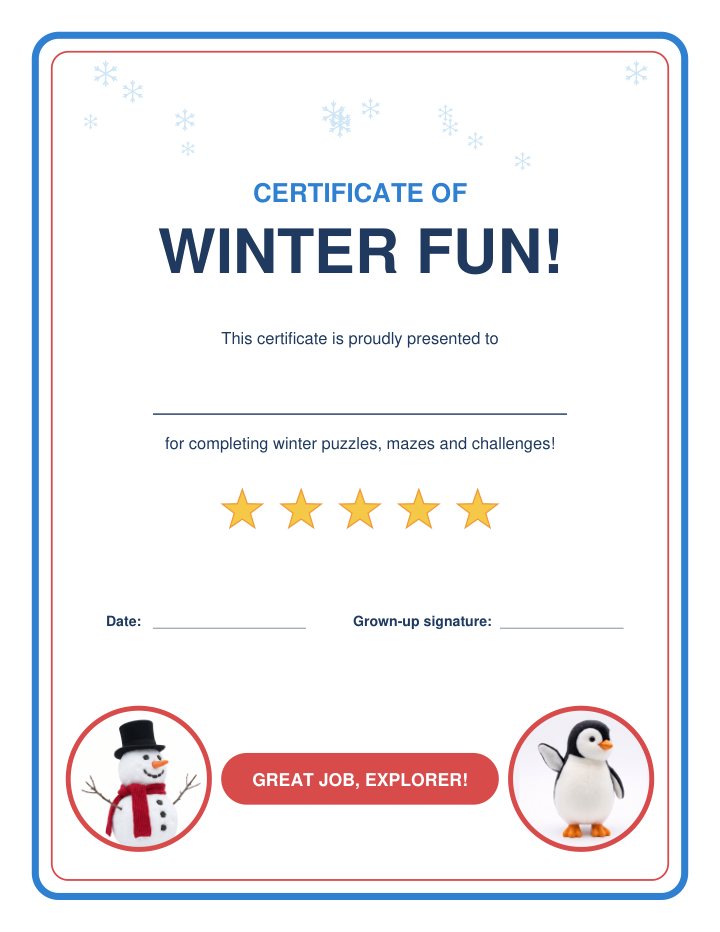 CERTIFICATE OF
WINTER FUN!
This certificate is proudly presented to
for completing winter puzzles, mazes and challenges!
Date:
Grown-up signature:
GREAT JOB, EXPLORER!